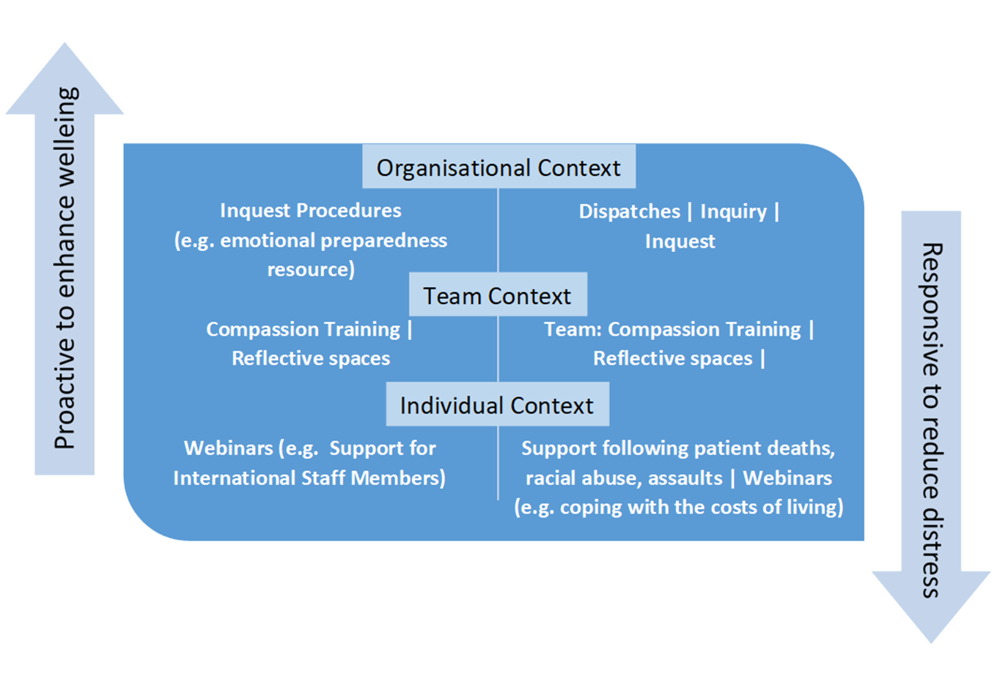 Proactive to enhance welleing
Organisational Context
Inquest Procedures
(e.g. emotional preparedness
resource)
Dispatches | Inquiry |
Inquest
Team Context
Compassion Training |
Reflective spaces
Team: Compassion Training |
Reflective spaces |
Individual Context
Webinars (e.g.  Support for
International Staff Members)
Support following patient deaths,
racial abuse, assaults | Webinars
(e.g. coping with the costs of living)
Responsive to reduce distress